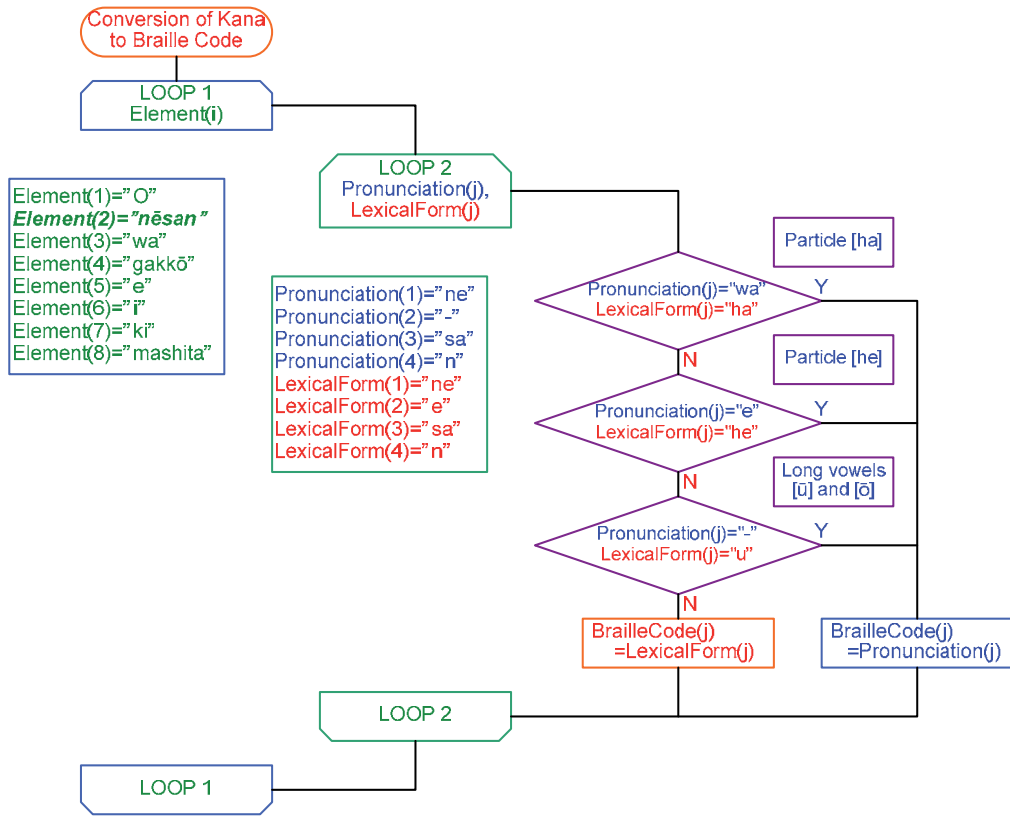 Conversion of Kana
to Braille Code
LOOP 1
Element(i)
LOOP 2
Pronunciation(j),
LexicalForm(j)
Element(1)=”O”
Element(2)=”nēsan”
Element(3)=”wa”
Element(4)=”gakkō”
Element(5)=”e”
Element(6)=”i”
Element(7)=”ki”
Element(8)=”mashita”
Pronunciation(1)=”ne”
Pronunciation(2)=”-”
Pronunciation(3)=”sa”
Pronunciation(4)=”n”
LexicalForm(1)=”ne”
LexicalForm(2)=”e”
LexicalForm(3)=”sa”
LexicalForm(4)=”n”
Particle [ha]
Pronunciation(j)="wa”
LexicalForm(j)="ha”
Y
N
Particle [he]
Pronunciation(j)="e”
LexicalForm(j)="he”
Y
N
Long vowels
[ū] and [ō]
Pronunciation(j)="-”
LexicalForm(j)="u”
Y
N
BrailleCode(j)
=LexicalForm(j)
BrailleCode(j)
=Pronunciation(j)
LOOP 2
LOOP 1